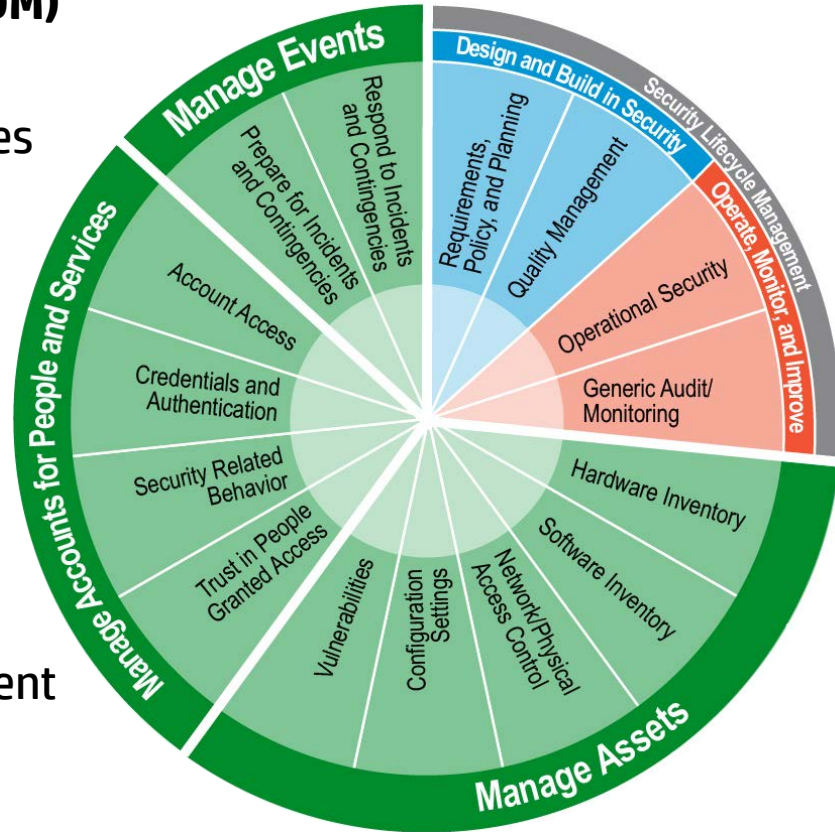 DM)
es
ent
Manage Events
Respond to Incidents
and Contingencies
Prepare for Incidents
and Contingencies
Design and Build in Security
Security Lifecycle Management
Requirements,
Policy, and Planning
Quality Management
Operate, Monitor, and Improve
Operational Security
Generic Audit/
Monitoring
Manage Assets
Hardware Inventory
Software Inventory
Network/Physical
Access Control
Configuration
Settings
Vulnerabilities
Manage Accounts for People and Services
Trust in People
Granted Access
Security Related
Behavior
Credentials and
Authentication
Account Access